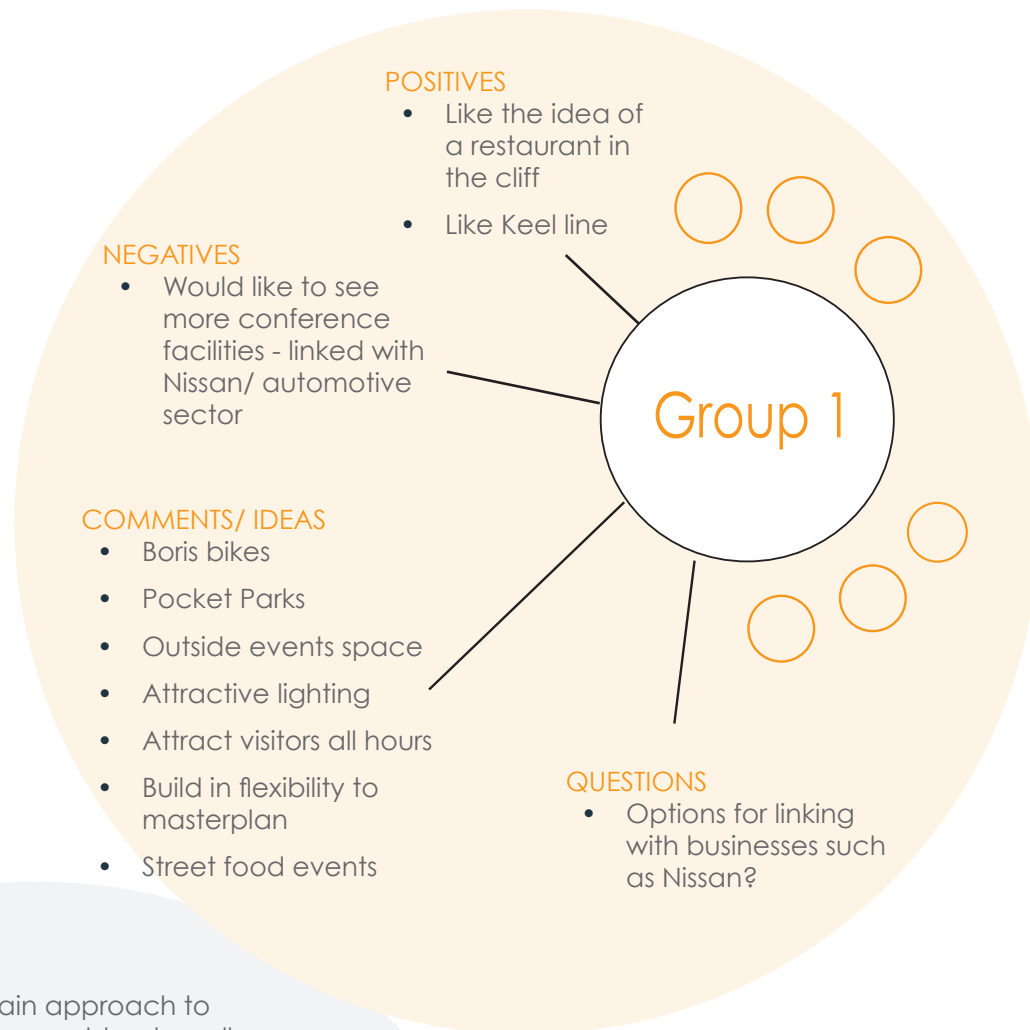 POSITIVES
• Like the idea of
a restaurant in
the cliff
• Like Keel line
NEGATIVES
• Would like to see
more conference
facilities - linked with
Nissan/ automotive
sector
Group 1
COMMENTS/ IDEAS
• Boris bikes
• Pocket Parks
• Outside events space
• Attractive lighting
• Attract visitors all hours
• Build in flexibility to
masterplan
• Street food events
QUESTIONS
• Options for linking
with businesses such
as Nissan?
ain approach to